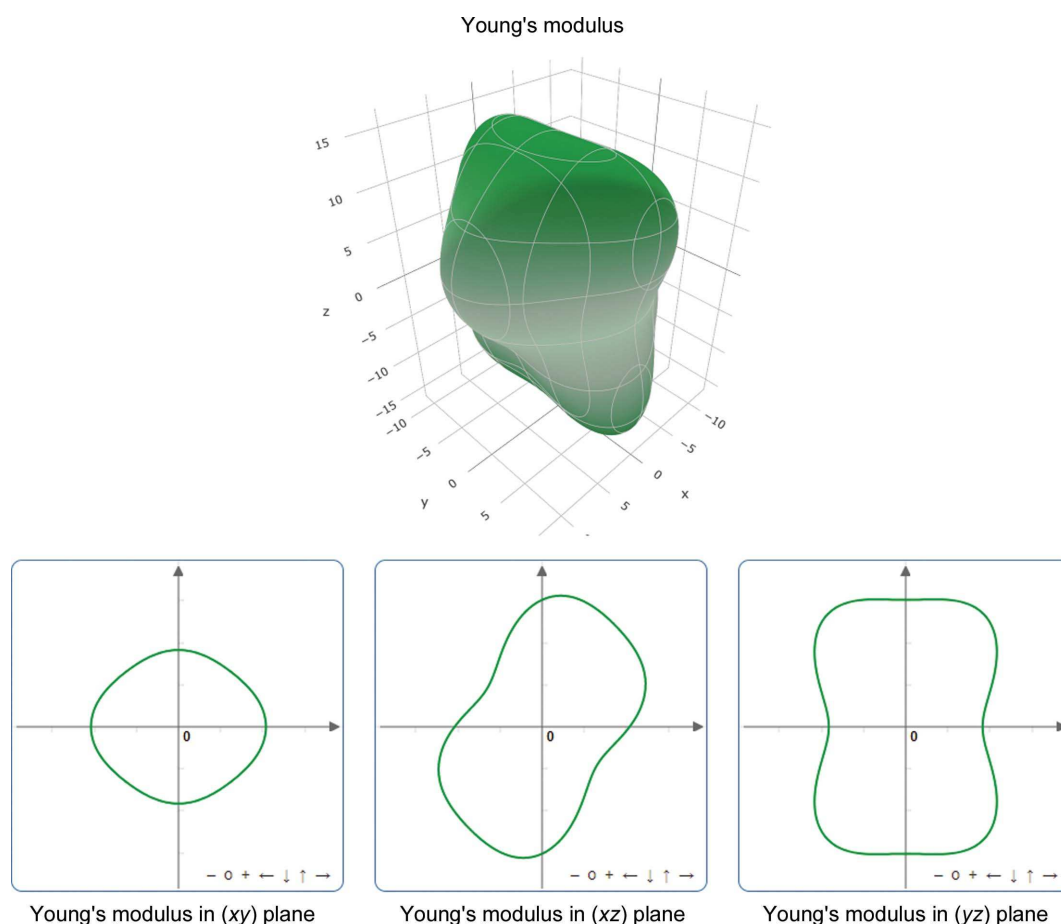 Young's modulus
15
10
5
0
z
−5
−10
−15
−10
−5
y
0
5
−10
−5
0
x
5
0
− o + ← ↓ ↑ →
0
− o + ← ↓ ↑ →
0
− o + ← ↓ ↑ →
Young's modulus in (xy) plane
Young's modulus in (xz) plane
Young's modulus in (yz) plane